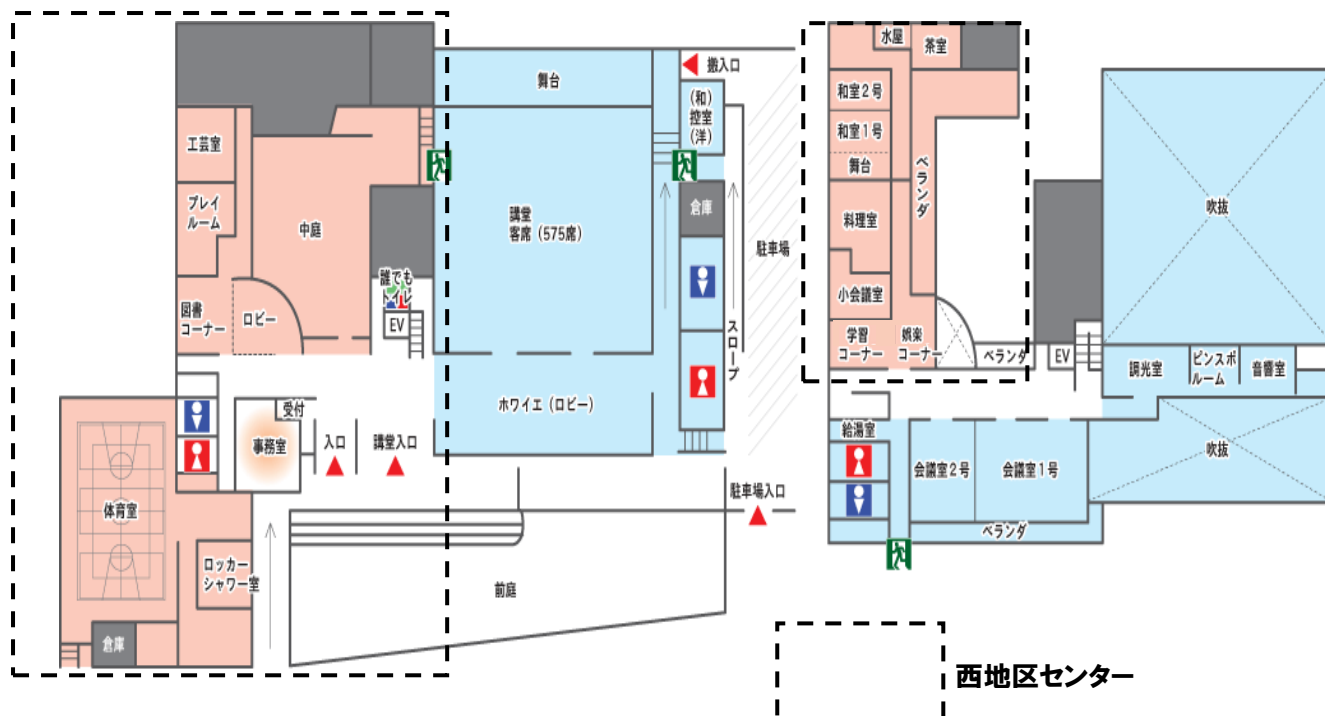 舞台
搬入口
(和)
控室
(洋)
工芸室
プレイ
ルーム
中庭
講堂
客席(575席)
倉庫
駐車場
誰でも
トイレ
EV
図書
コーナー
ロビー
スロープ
ホワイエ(ロビー)
受付
事務室
入口
講堂入口
駐車場入口
体育室
ロッカー
シャワー室
前庭
倉庫
水屋
茶室
和室2号
和室1号
舞台
ベランダ
料理室
小会議室
学習
コーナー
娯楽
コーナー
ベランダ
EV
吹抜
調光室
ピンスポ
ルーム
音響室
給湯室
会議室2号
会議室1号
吹抜
ベランダ
西地区センター